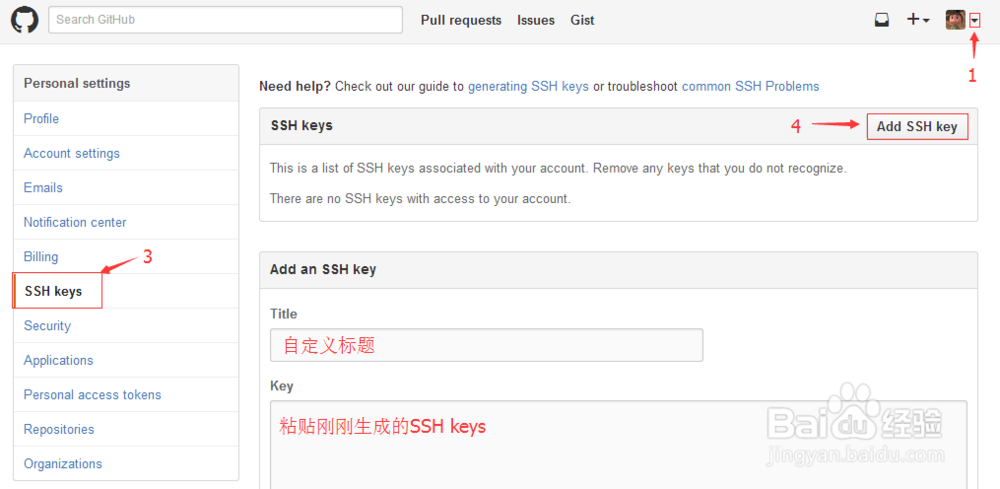 Search GitHub
Pull requests Issues Gist
1
Personal settings
Profile
Account settings
Emails
Notification center
Billing
3
SSH keys
Security
Applications
Personal access tokens
Repositories
Organizations
Need help? Check out our guide to generating SSH keys or troubleshoot common SSH Problems
SSH keys
4
Add SSH key
This is a list of SSH keys associated with your account. Remove any keys that you do not recognize.
There are no SSH keys with access to your account.
Add an SSH key
Title
自定义标题
Key
粘贴刚刚生成的SSH keys
Baidu 经验
jingyan.baidu.com